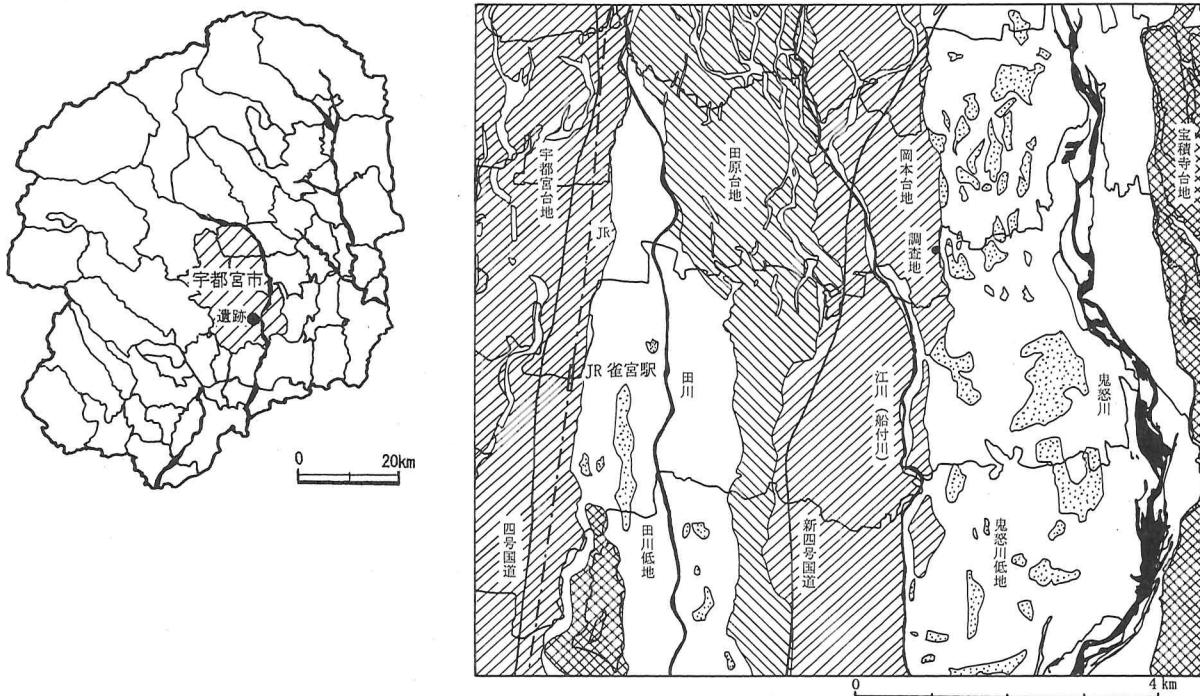 宇都宮市
遺跡
0 20km
宇都宮台地
JR
田原台地
岡本台地
調査地
宝積寺台地
JR 雀宮駅
田川
江川（船付川）
鬼怒川
四号国道
田川低地
新四号国道
鬼怒川低地
0 4km